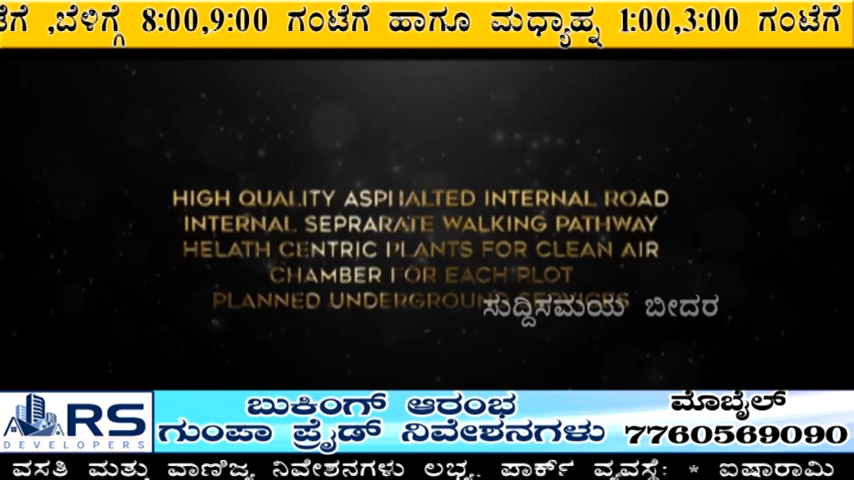 ,ಬೆಳಿಗ್ಗೆ 8:00,9:00 ಗಂಟೆಗೆ ಹಾಗೂ ಮಧ್ಯಾಹ್ನ 1:00,3:00 ಗಂಟೆಗೆ
HIGH QUALITY ASPHALTED INTERNAL ROAD
INTERNAL SEPRARATE WALKING PATHWAY
HELATH CENTRIC PLANTS FOR CLEAN AIR
CHAMBER FOR EACH PLOT
PLANNED UNDERGROUND SERVICES
ಸುದ್ದಿಸಮಯ ಬೀದರ
RS
DEVELOPERS
ಬುಕಿಂಗ್ ಆರಂಭ
ಗುಂಪಾ ಪ್ರೈಡ್ ನಿವೇಶನಗಳು
ಮೊಬೈಲ್
7760569090
ವಸತಿ ಮತ್ತು ವಾಣಿಜ್ಯ ನಿವೇಶನಗಳು ಲಭ್ಯ.. ಪಾರ್ಕ್ ವ್ಯವಸ್ಥೆ: * ಐಷಾರಾಮಿ